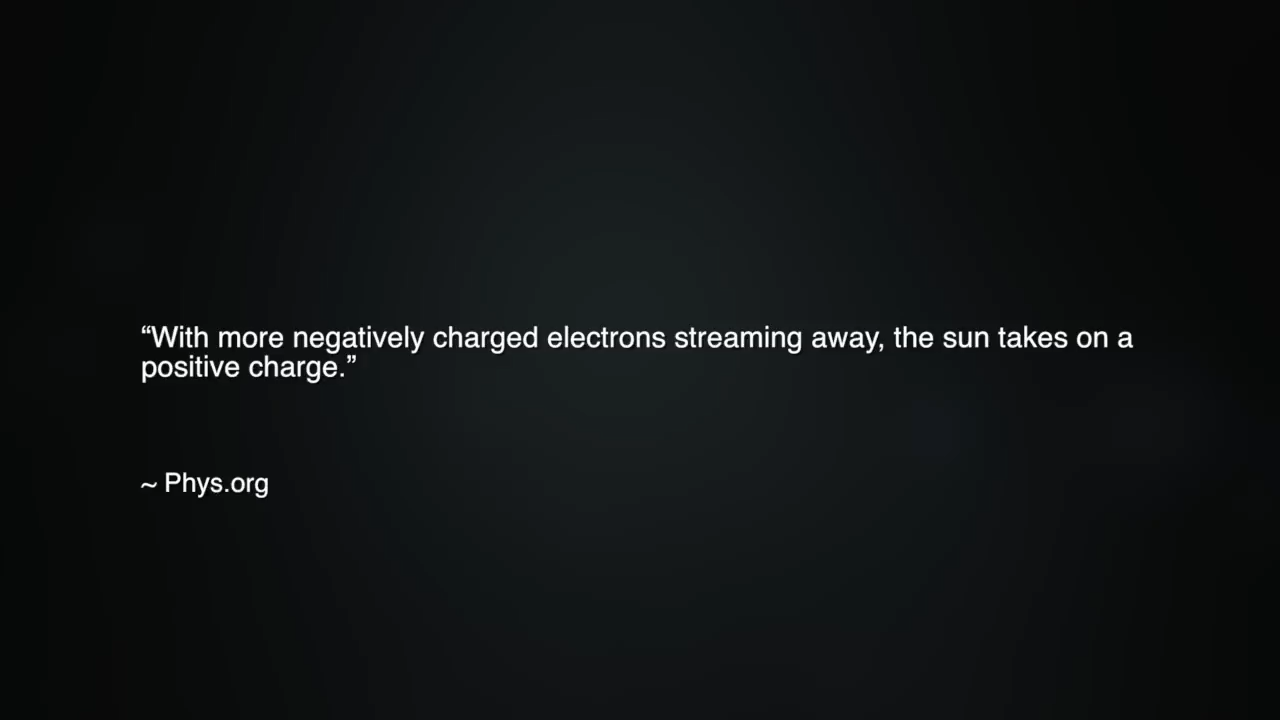 “With more negatively charged electrons streaming away, the sun takes on a
positive charge.”
~ Phys.org